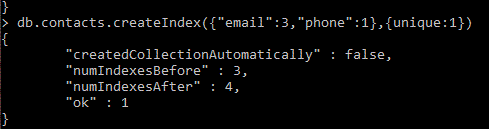 }
> db.contacts.createIndex({"email":3,"phone":1},{unique:1})
{
"createdCollectionAutomatically" : false,
"numIndexesBefore" : 3,
"numIndexesAfter" : 4,
"ok" : 1
}